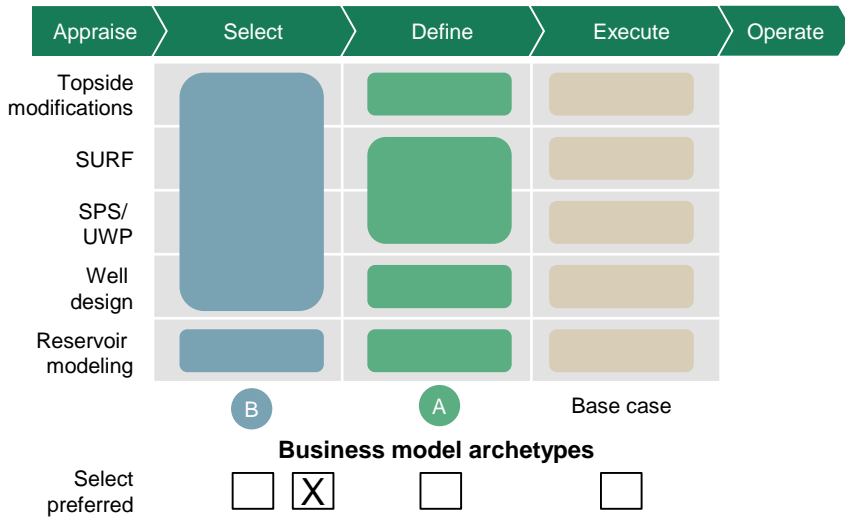 Appraise
Select
Define
Execute
Operate
Topside
modifications
SURF
SPS/
UWP
Well
design
Reservoir
modeling
B
A
Base case
Business model archetypes
Select
preferred
X